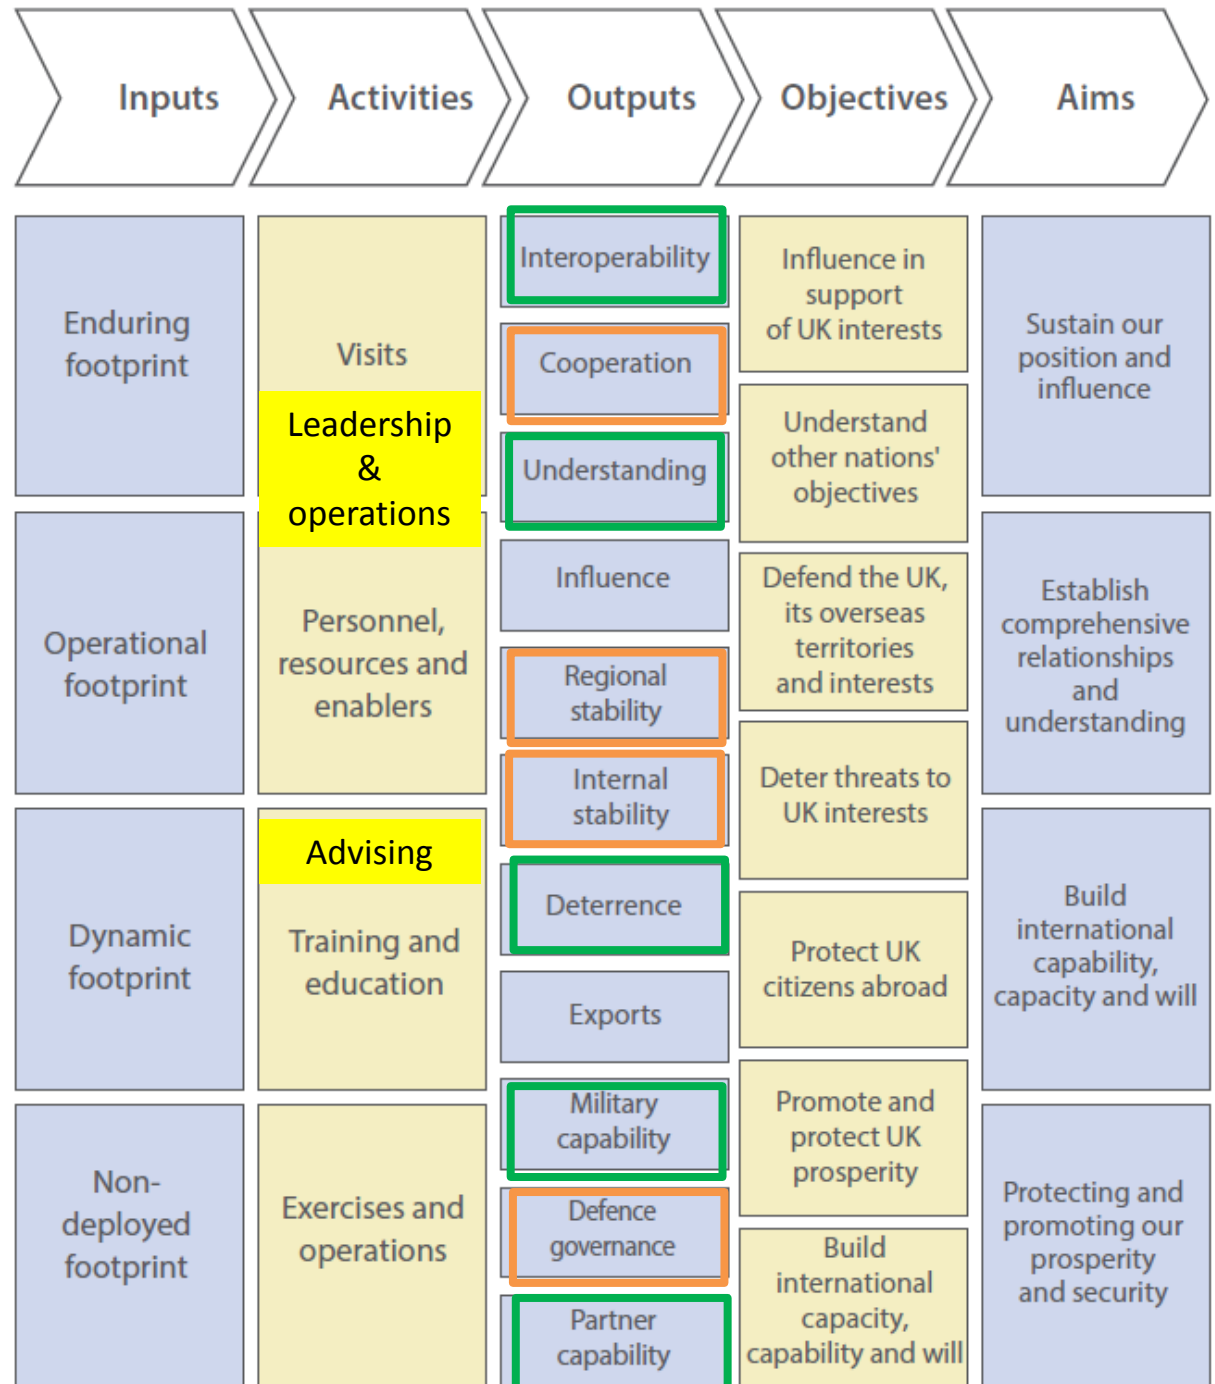 Inputs
Activities
Outputs
Objectives
Aims
Enduring
footprint
Operational
footprint
Dynamic
footprint
Non-
deployed
footprint
Visits
Leadership
&
operations
Personnel,
resources and
enablers
Advising
Training and
education
Exercises and
operations
Interoperability
Cooperation
Understanding
Influence
Regional
stability
Internal
stability
Deterrence
Exports
Military
capability
Defence
governance
Partner
capability
Influence in
support
of UK interests
Understand
other nations'
objectives
Defend the UK,
its overseas
territories
and interests
Deter threats to
UK interests
Protect UK
citizens abroad
Promote and
protect UK
prosperity
Build
international
capacity,
capability and will
Sustain our
position and
influence
Establish
comprehensive
relationships
and
understanding
Build
international
capability,
capacity and will
Protecting and
promoting our
prosperity
and security